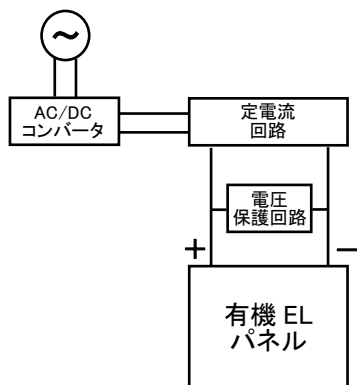 ～
AC/DC
コンバータ
定電流
回路
電圧
保護回路
＋
－
有機 EL
パネル